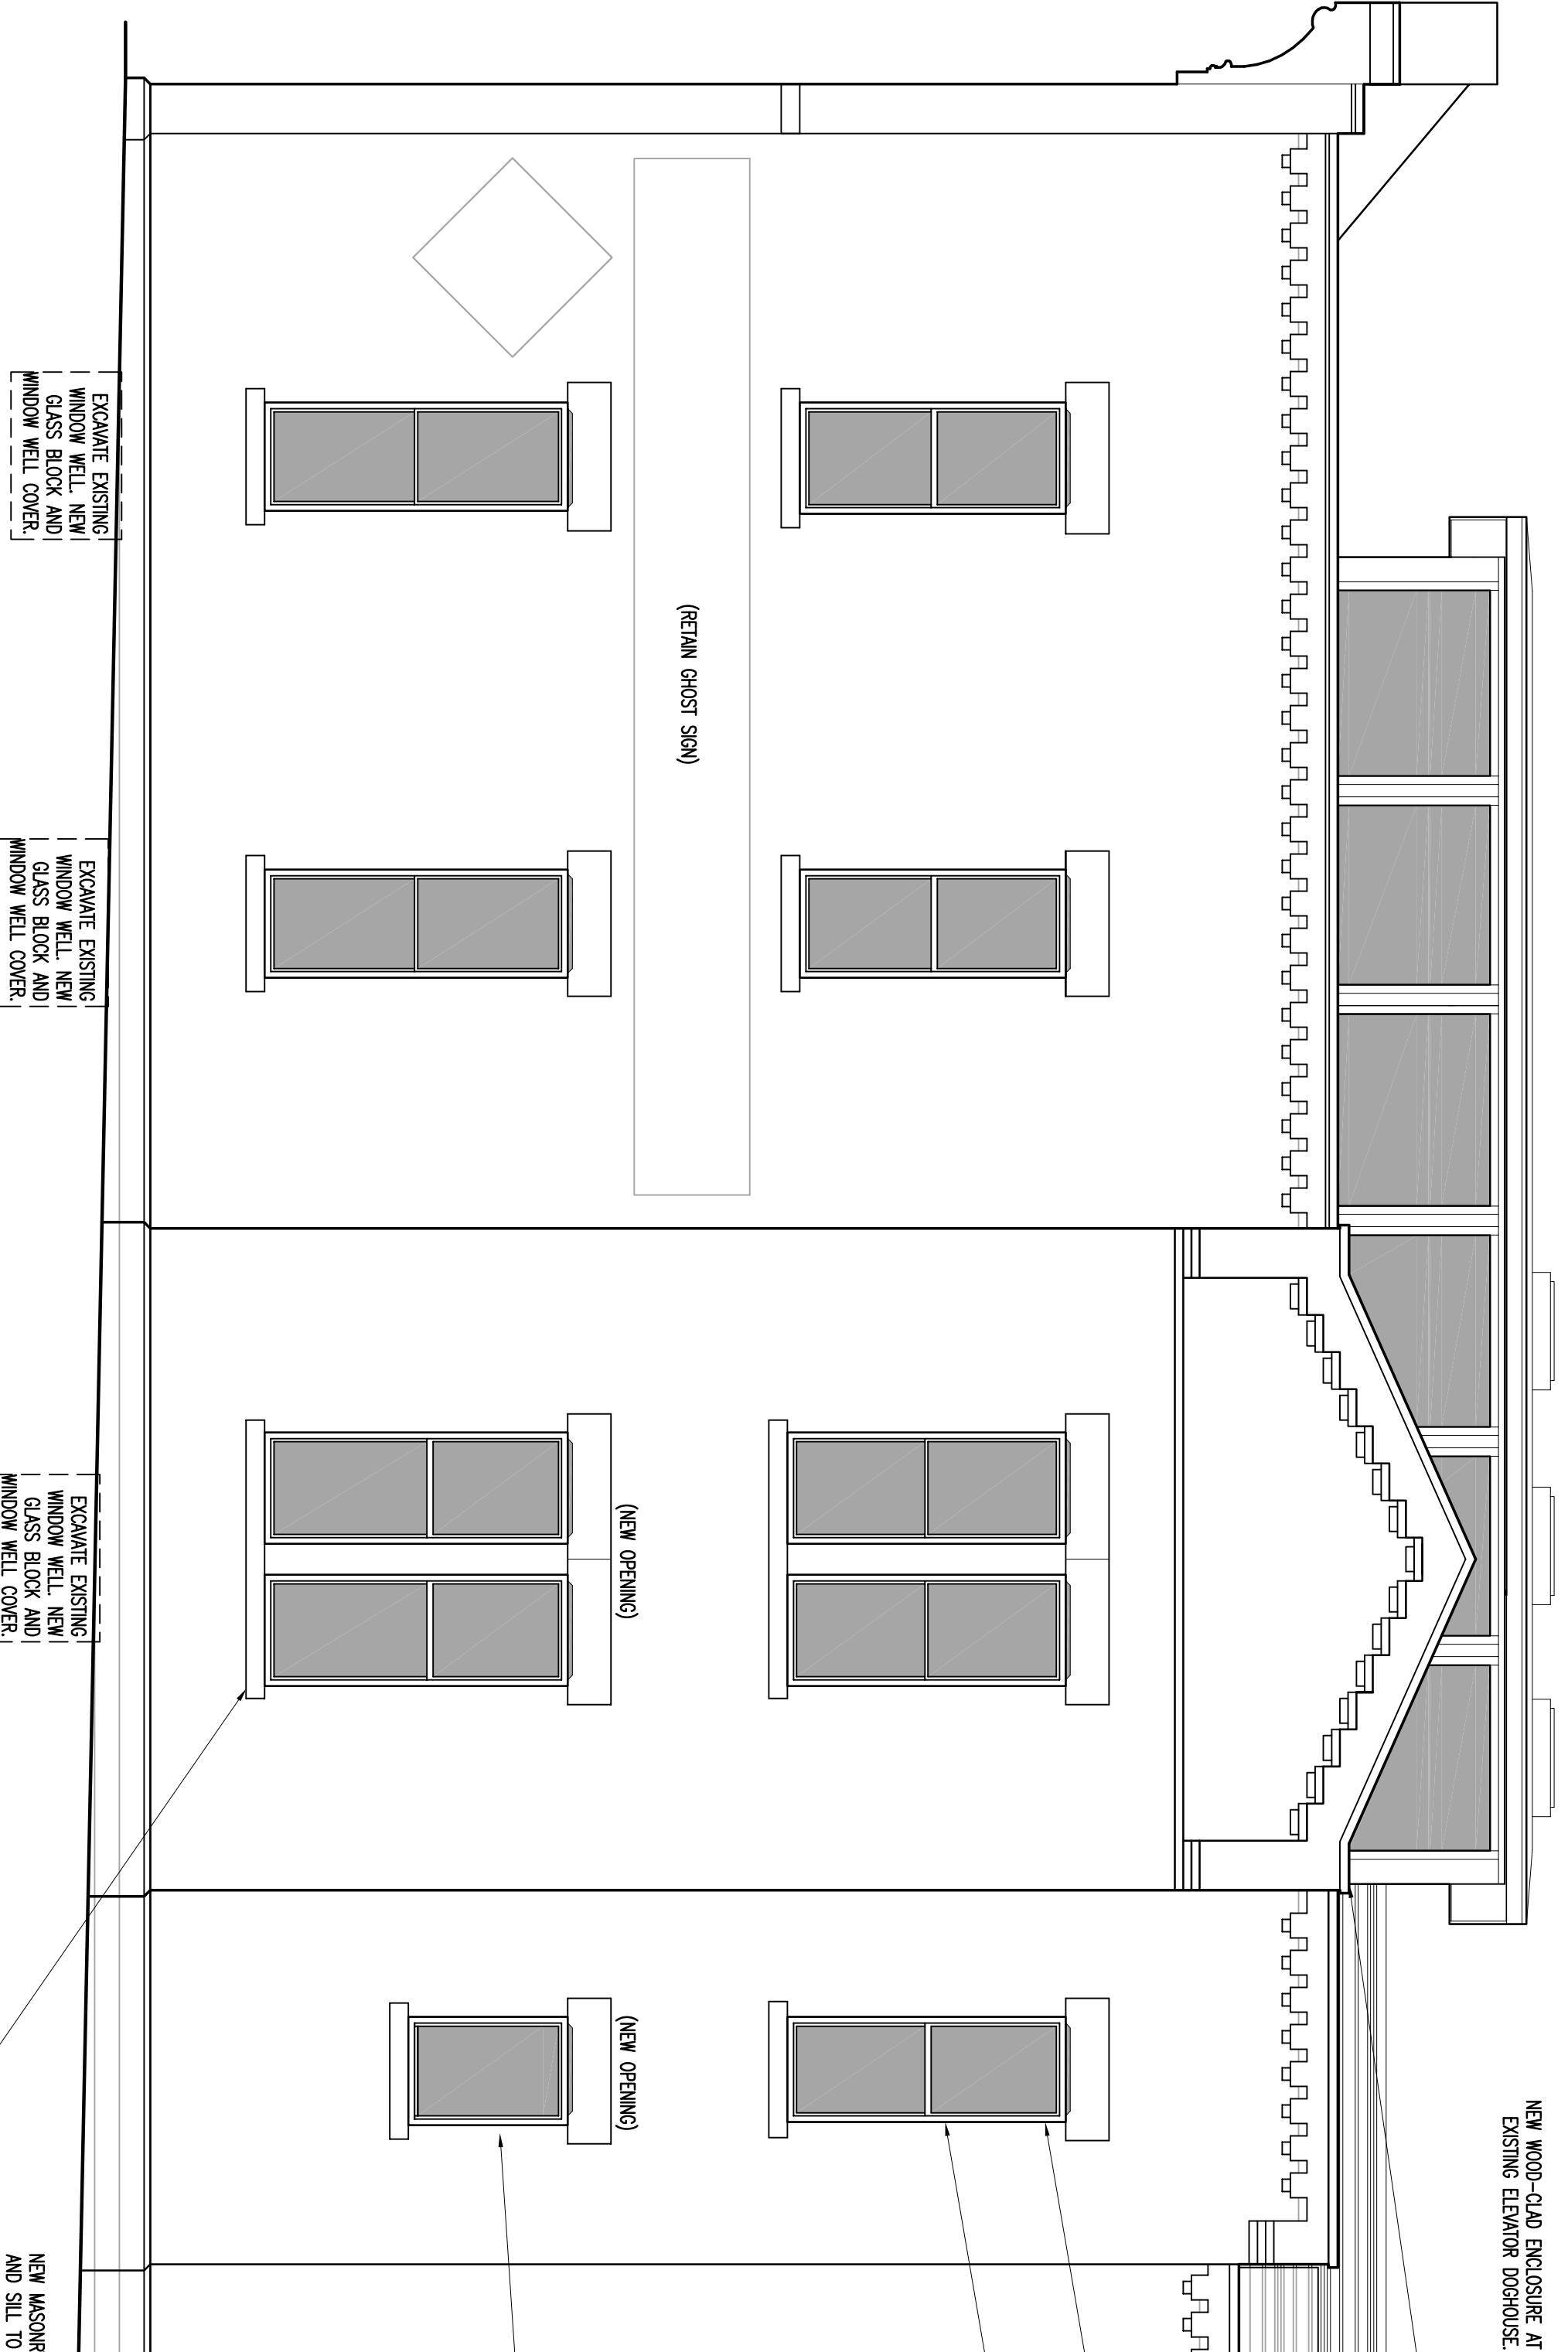 NEW WOOD-CLAD ENCLOSURE AT
EXISTING ELEVATOR DOGHOUSE.
(RETAIN GHOST SIGN)
(NEW OPENING)
(NEW OPENING)
EXCAVATE EXISTING
WINDOW WELL. NEW
GLASS BLOCK AND
WINDOW WELL COVER.
EXCAVATE EXISTING
WINDOW WELL. NEW
GLASS BLOCK AND
WINDOW WELL COVER.
EXCAVATE EXISTING
WINDOW WELL. NEW
GLASS BLOCK AND
WINDOW WELL COVER.
NEW MASONR
AND SILL TO